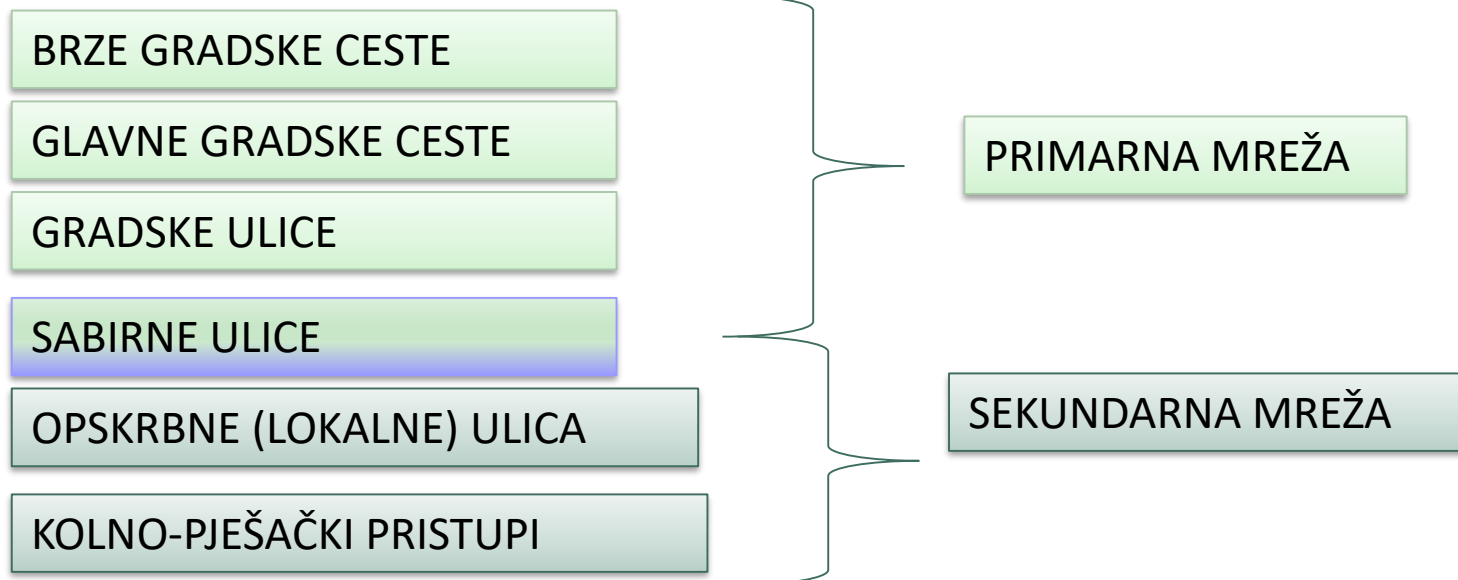 BRZE GRADSKE CESTE
GLAVNE GRADSKE CESTE
GRADSKE ULICE
SABIRNE ULICE
OPSKRBNE (LOKALNE) ULICA
KOLNO-PJEŠAČKI PRISTUPI
PRIMARNA MREŽA
SEKUNDARNA MREŽA